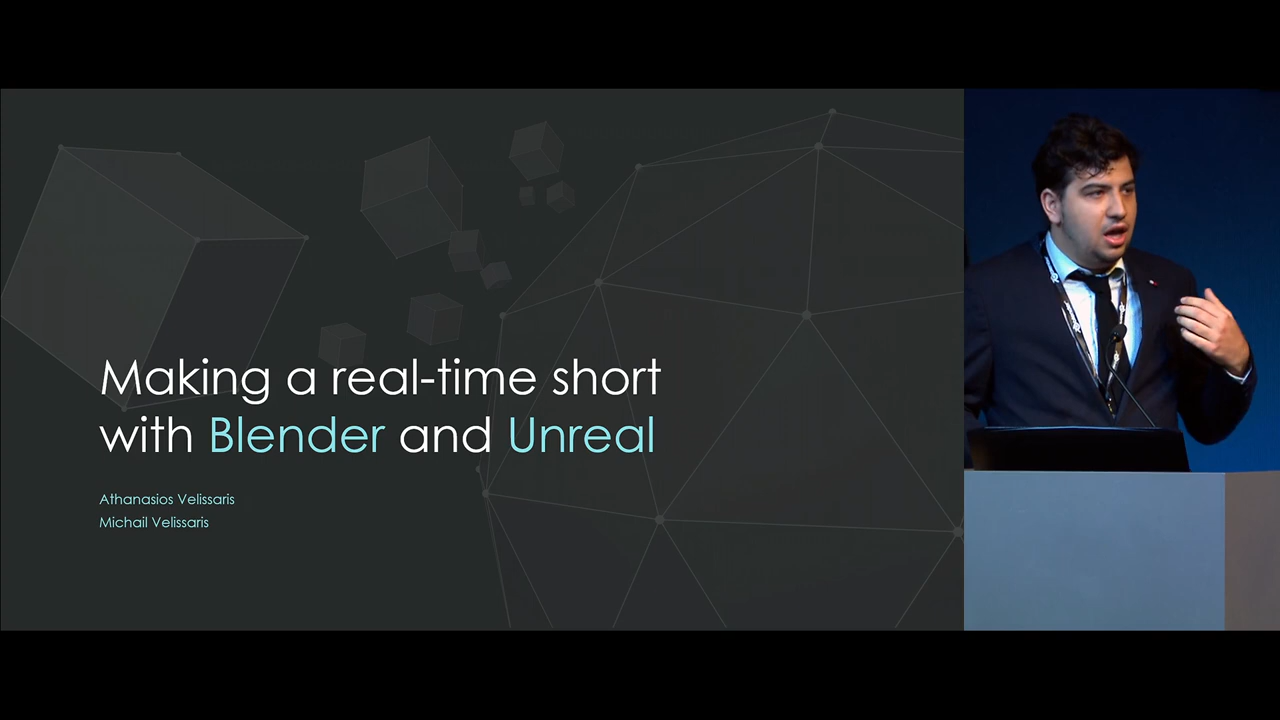 Making a real-time short
with Blender and Unreal
Athanasios Velissaris
Michail Velissaris